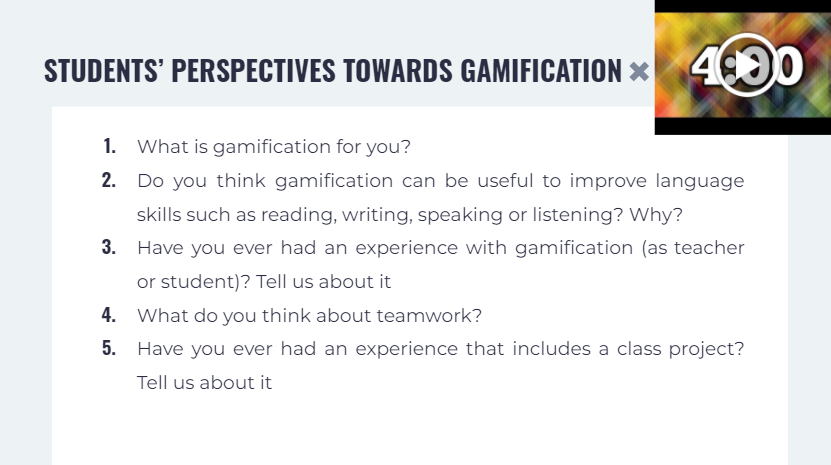 STUDENTS’ PERSPECTIVES TOWARDS GAMIFICATION
4:00
1. What is gamification for you?
2. Do you think gamification can be useful to improve language
skills such as reading, writing, speaking or listening? Why?
3. Have you ever had an experience with gamification (as teacher
or student)? Tell us about it
4. What do you think about teamwork?
5. Have you ever had an experience that includes a class project?
Tell us about it